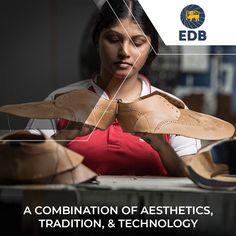 EDB
A COMBINATION OF AESTHETICS,
TRADITION, & TECHNOLOGY